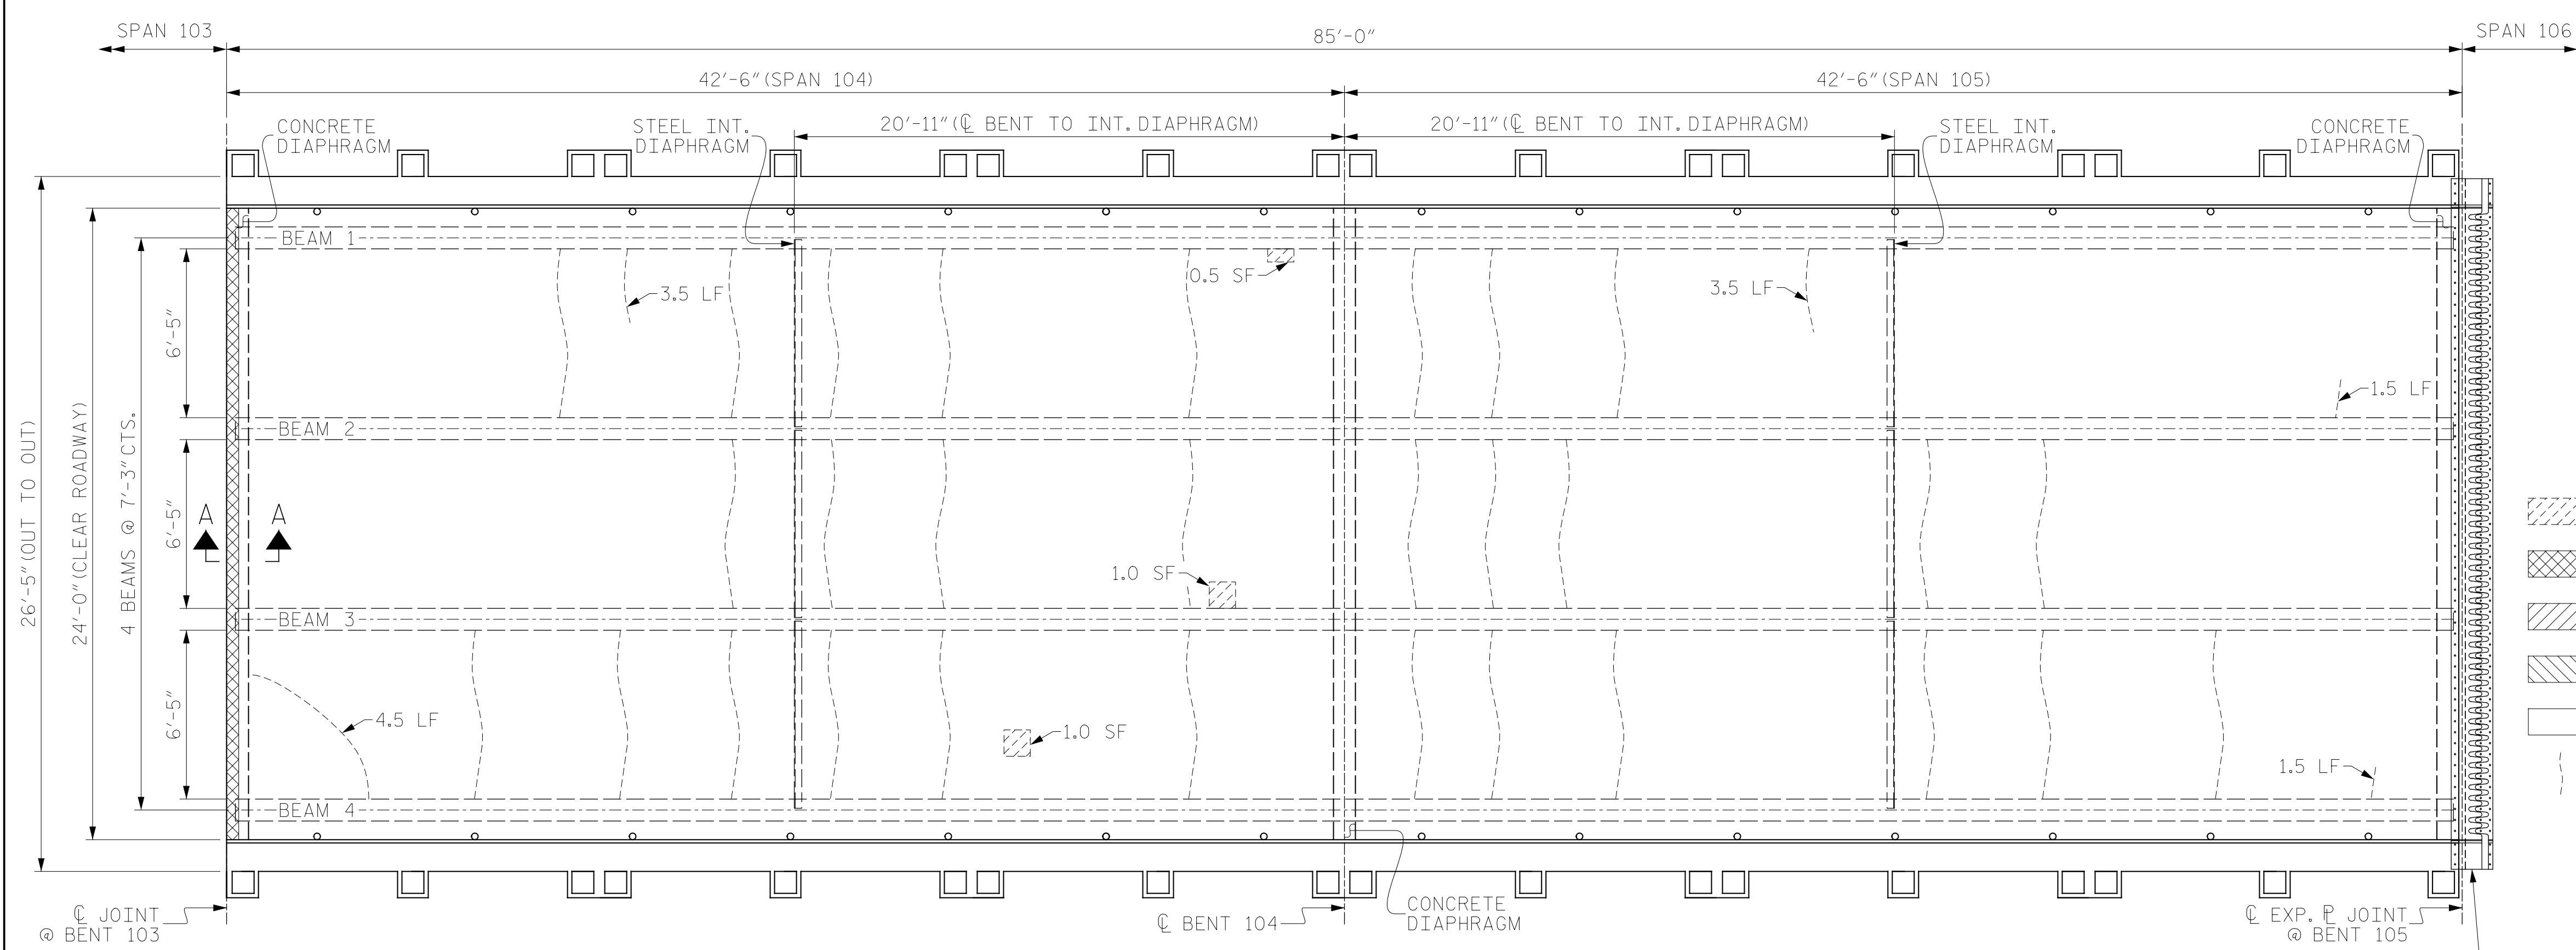 SPAN 103
85'-0"
SPAN 106
42'-6"(SPAN 104)
42'-6"(SPAN 105)
CONCRETE
DIAPHRAGM
STEEL INT.
DIAPHRAGM
20'-11"(℄ BENT TO INT. DIAPHRAGM)
20'-11"(℄ BENT TO INT. DIAPHRAGM)
STEEL INT.
DIAPHRAGM
CONCRETE
DIAPHRAGM
BEAM 1
0.5 SF
3.5 LF
3.5 LF
6'-5"
1.5 LF
BEAM 2
26'-5"(OUT TO OUT)
24'-0"(CLEAR ROADWAY)
4 BEAMS @ 7'-3"CTS.
6'-5"
A
A
1.0 SF
BEAM 3
6'-5"
4.5 LF
1.0 SF
1.5 LF
BEAM 4
℄ JOINT
@ BENT 103
℄ BENT 104
CONCRETE
DIAPHRAGM
℄ EXP. ⅊ JOINT
@ BENT 105